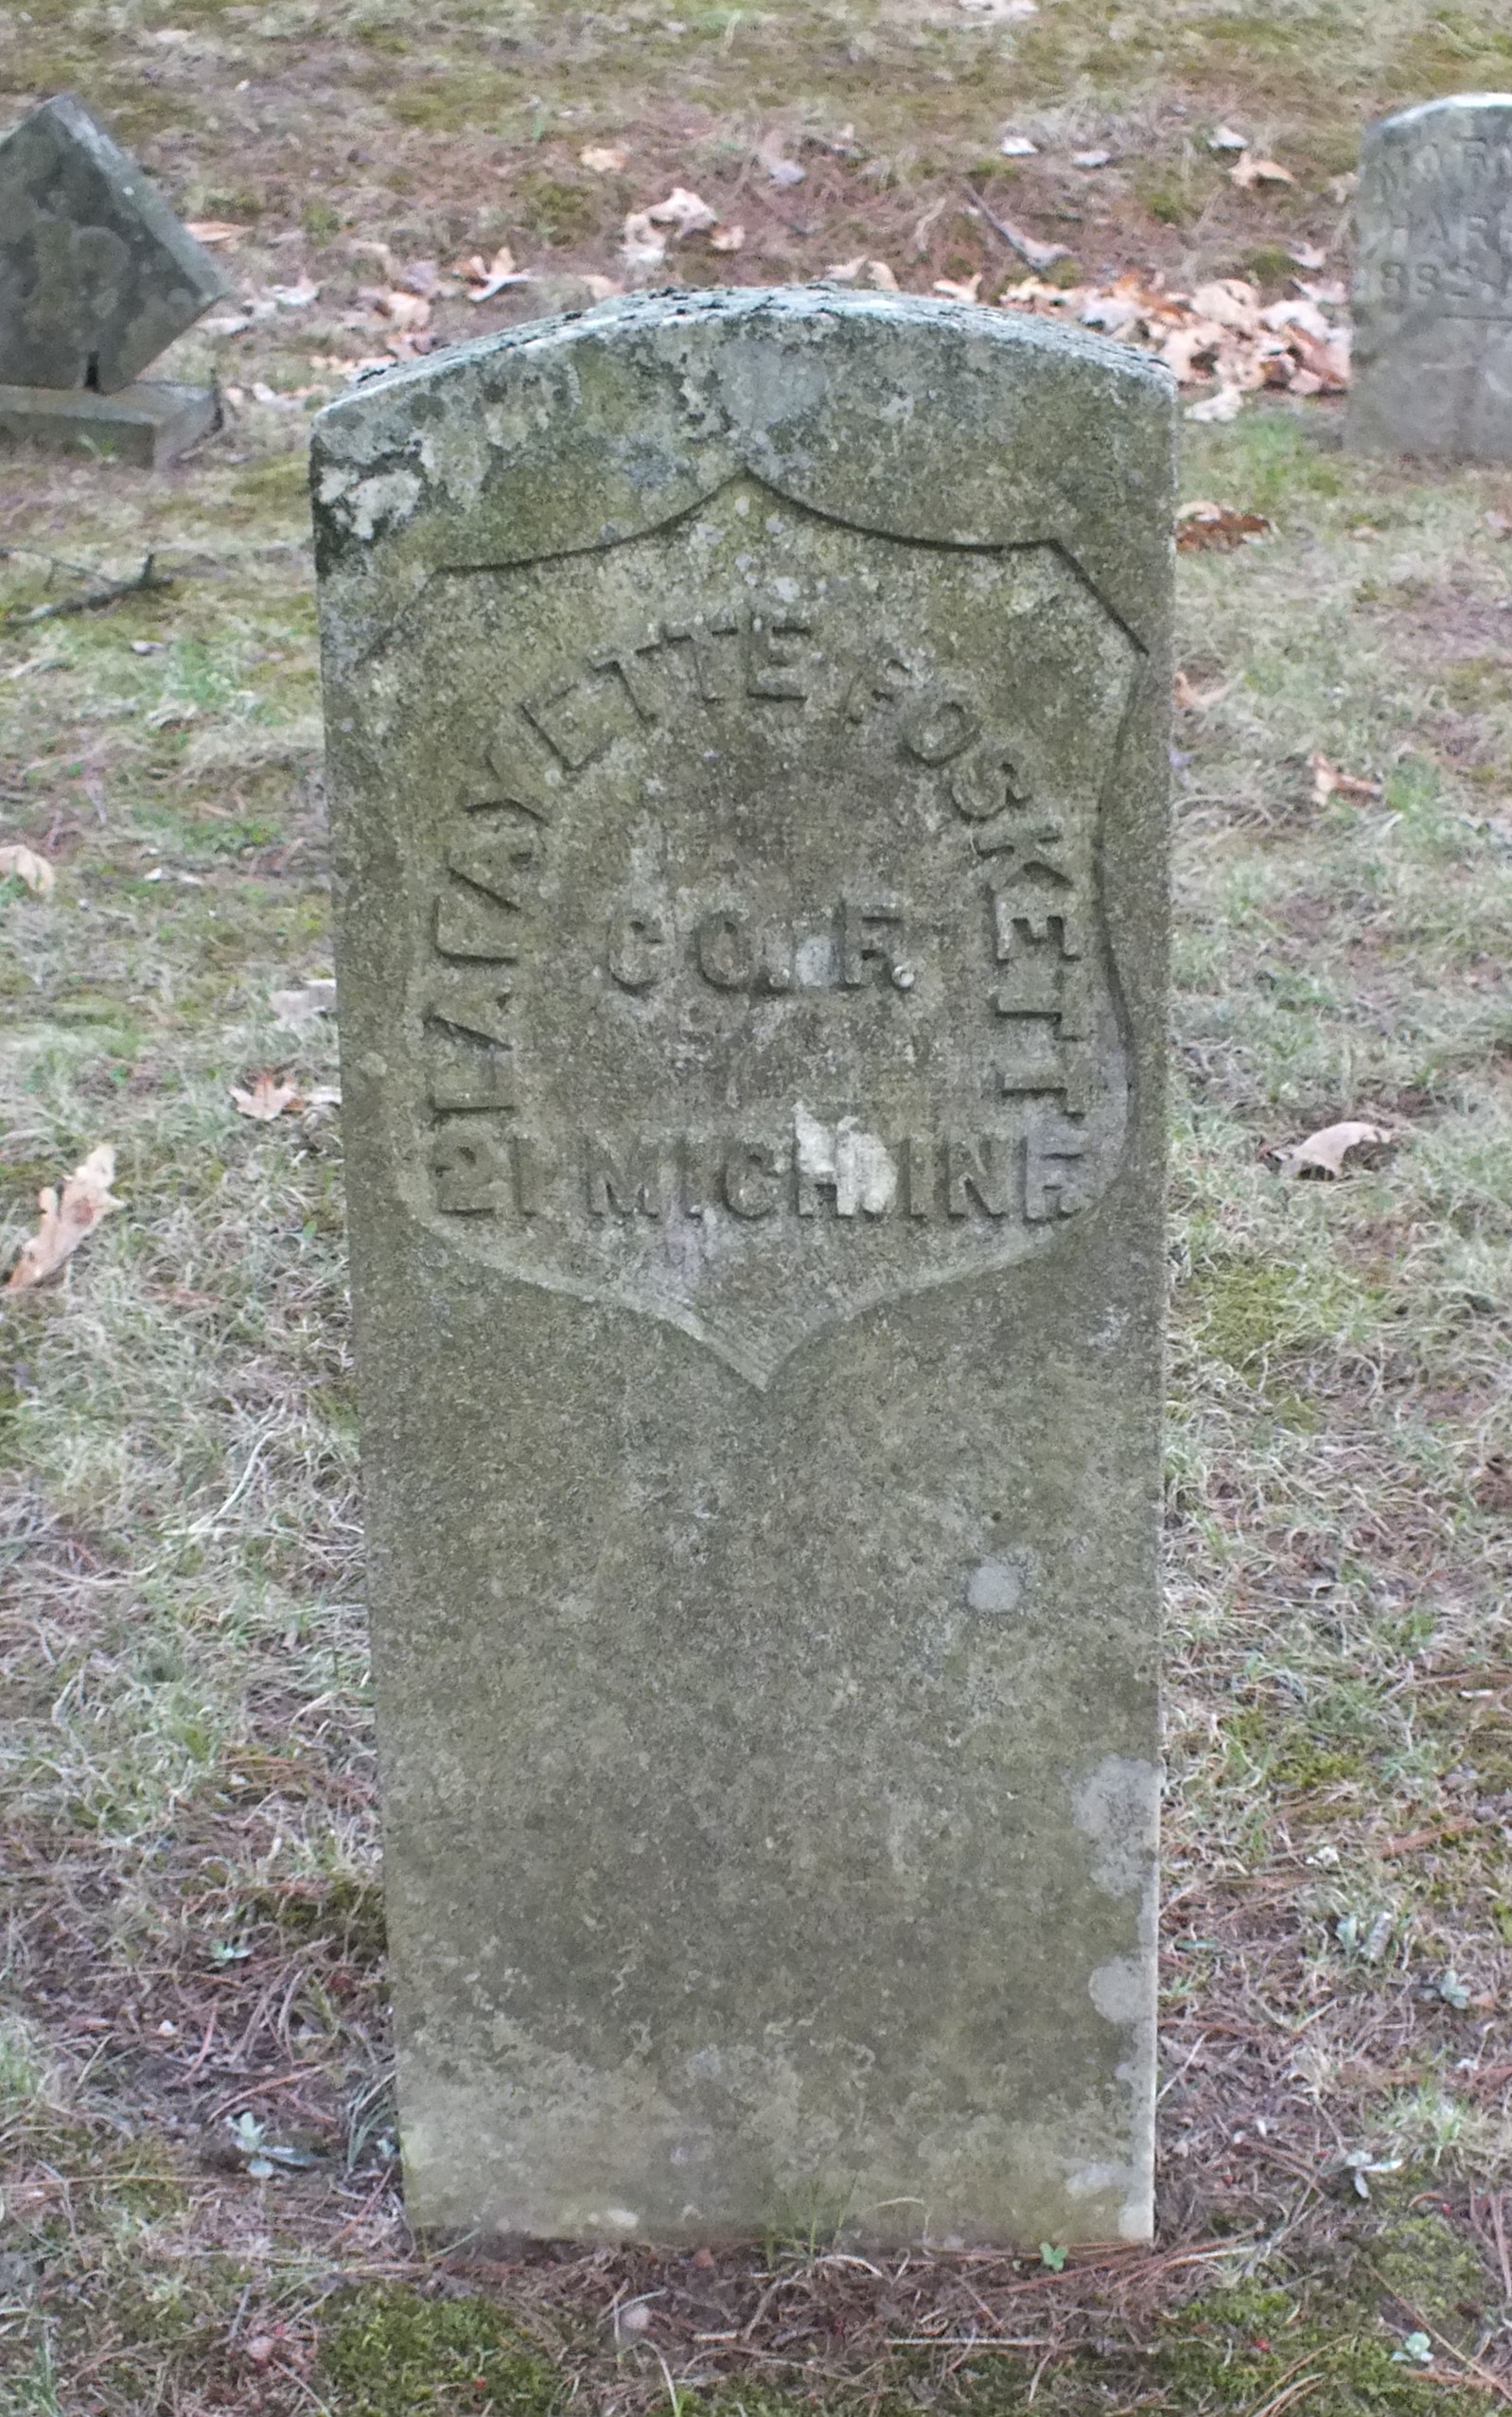 LAFAYETTE FOSKETT
CO. F.
21 MICH. INF.